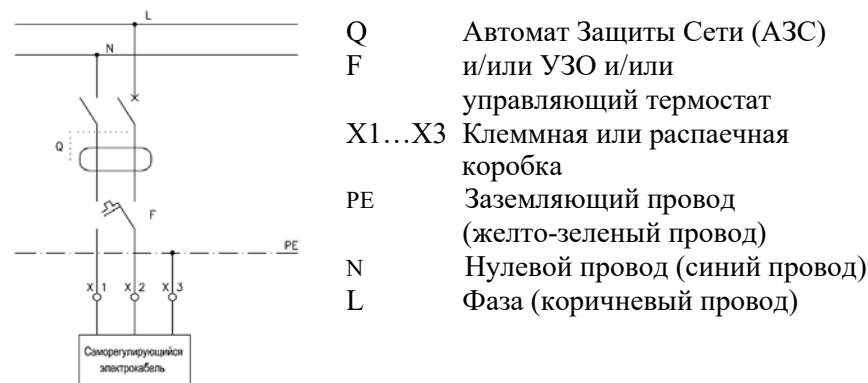 L
N
Q
F
PE
X 1 X 2 X 3
Саморегулирующийся
электрокабель
Q Автомат Защиты Сети (АЗС)
F и/или УЗО и/или
управляющий термостат
X1…X3 Клеммная или распаечная
коробка
PE Заземляющий провод
(желто-зеленый провод)
N Нулевой провод (синий провод)
L Фаза (коричневый провод)